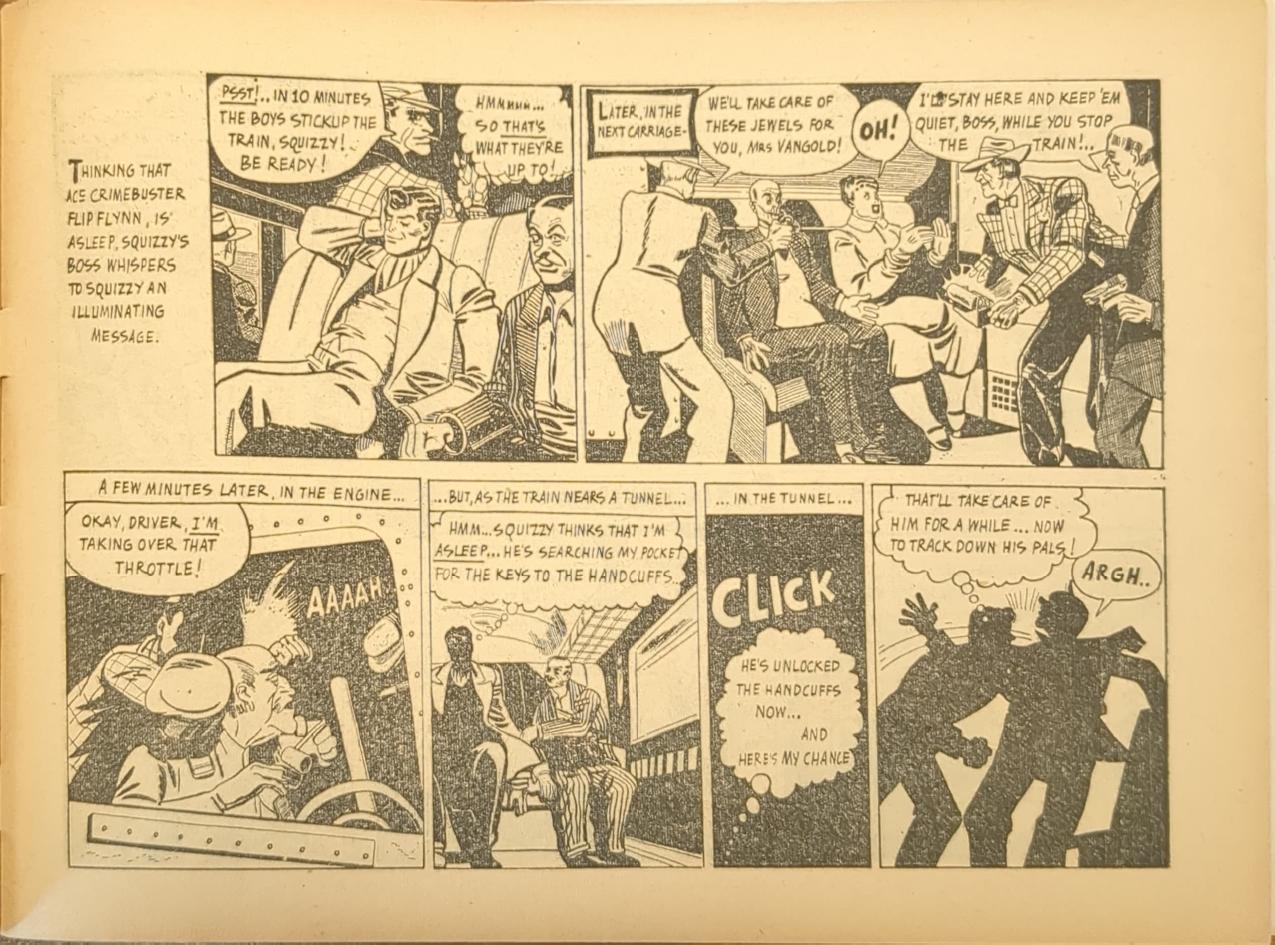 THINKING THAT
ACE CRIMEBUSTER
FLIP FLYNN, IS
ASLEEP, SQUIZZY'S
BOSS WHISPERS
TO SQUIZZY AN
ILLUMINATING
MESSAGE.
PSST!.. IN 10 MINUTES
THE BOYS STICKUP THE
TRAIN, SQUIZZY!
BE READY!
HMMMMM...
SO THAT'S
WHAT THEY'RE
UP TO!
LATER, IN THE
NEXT CARRIAGE-
WE'LL TAKE CARE OF
THESE JEWELS FOR
YOU, MRS VANGOLD!
OH!
I'LL STAY HERE AND KEEP 'EM
QUIET, BOSS, WHILE YOU STOP
THE TRAIN!..
A FEW MINUTES LATER, IN THE ENGINE...
OKAY, DRIVER, I'M
TAKING OVER THAT
THROTTLE!
AAAAH
...BUT, AS THE TRAIN NEARS A TUNNEL...
HMM...SQUIZZY THINKS THAT I'M
ASLEEP...HE'S SEARCHING MY POCKET
FOR THE KEYS TO THE HANDCUFFS..
... IN THE TUNNEL...
CLICK
HE'S UNLOCKED
THE HANDCUFFS
NOW...
AND
HERE'S MY CHANCE
THAT'LL TAKE CARE OF
HIM FOR A WHILE... NOW
TO TRACK DOWN HIS PALS!
ARGH..